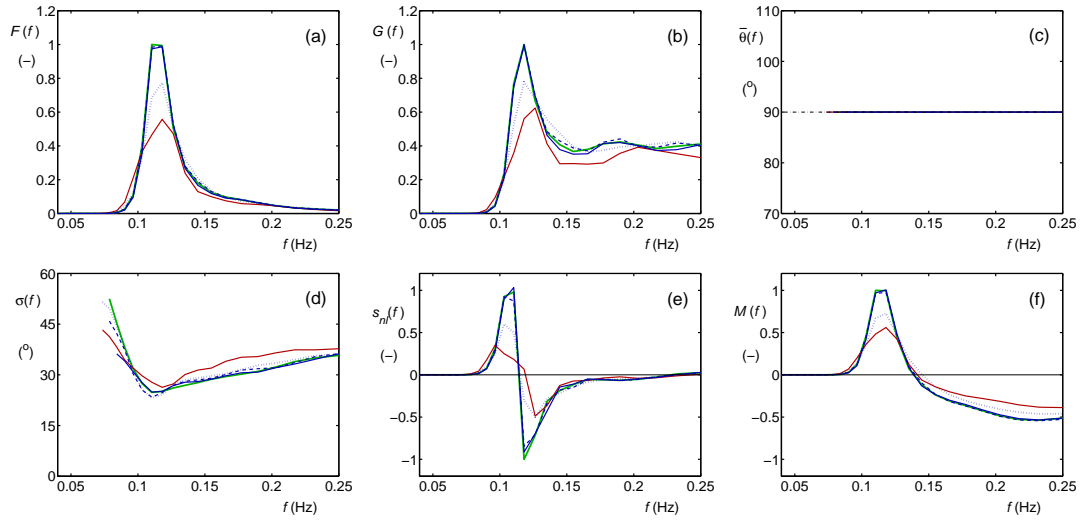 1.2
1
0.8
0.6
0.4
0.2
0
F (f)
(–)
(a)
0.05 0.1 0.15 0.2 0.25
f (Hz)
1.2
1
0.8
0.6
0.4
0.2
0
G (f)
(–)
(b)
0.05 0.1 0.15 0.2 0.25
f (Hz)
110
100
90
80
70
θ̅(f)
(°)
(c)
0.05 0.1 0.15 0.2 0.25
f (Hz)
60
45
30
15
0
σ(f)
(°)
(d)
0.05 0.1 0.15 0.2 0.25
f (Hz)
1
0.5
0
−0.5
−1
s_nl(f)
(–)
(e)
0.05 0.1 0.15 0.2 0.25
f (Hz)
1
0.5
0
−0.5
−1
M (f)
(–)
(f)
0.05 0.1 0.15 0.2 0.25
f (Hz)